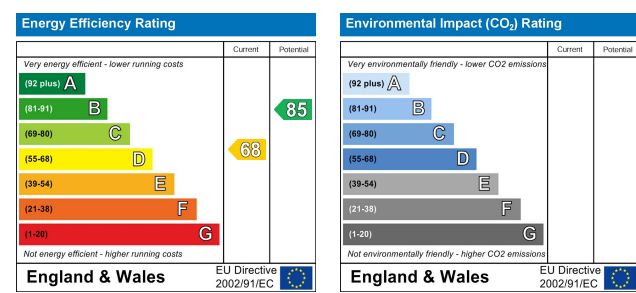 Energy Efficiency Rating
Current Potential
Very energy efficient - lower running costs
(92 plus) A
(81-91) B
85
(69-80) C
(55-68) D
68
(39-54) E
(21-38) F
(1-20) G
Not energy efficient - higher running costs
England & Wales
EU Directive
2002/91/EC
Environmental Impact (CO₂) Rating
Current Potential
Very environmentally friendly - lower CO2 emissions
(92 plus) A
(81-91) B
(69-80) C
(55-68) D
(39-54) E
(21-38) F
(1-20) G
Not environmentally friendly - higher CO2 emissions
England & Wales
EU Directive
2002/91/EC